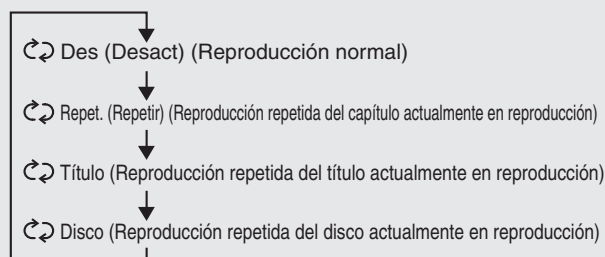 Des (Desact) (Reproducción normal)
Repet. (Repetir) (Reproducción repetida del capítulo actualmente en reproducción)
Título (Reproducción repetida del título actualmente en reproducción)
Disco (Reproducción repetida del disco actualmente en reproducción)